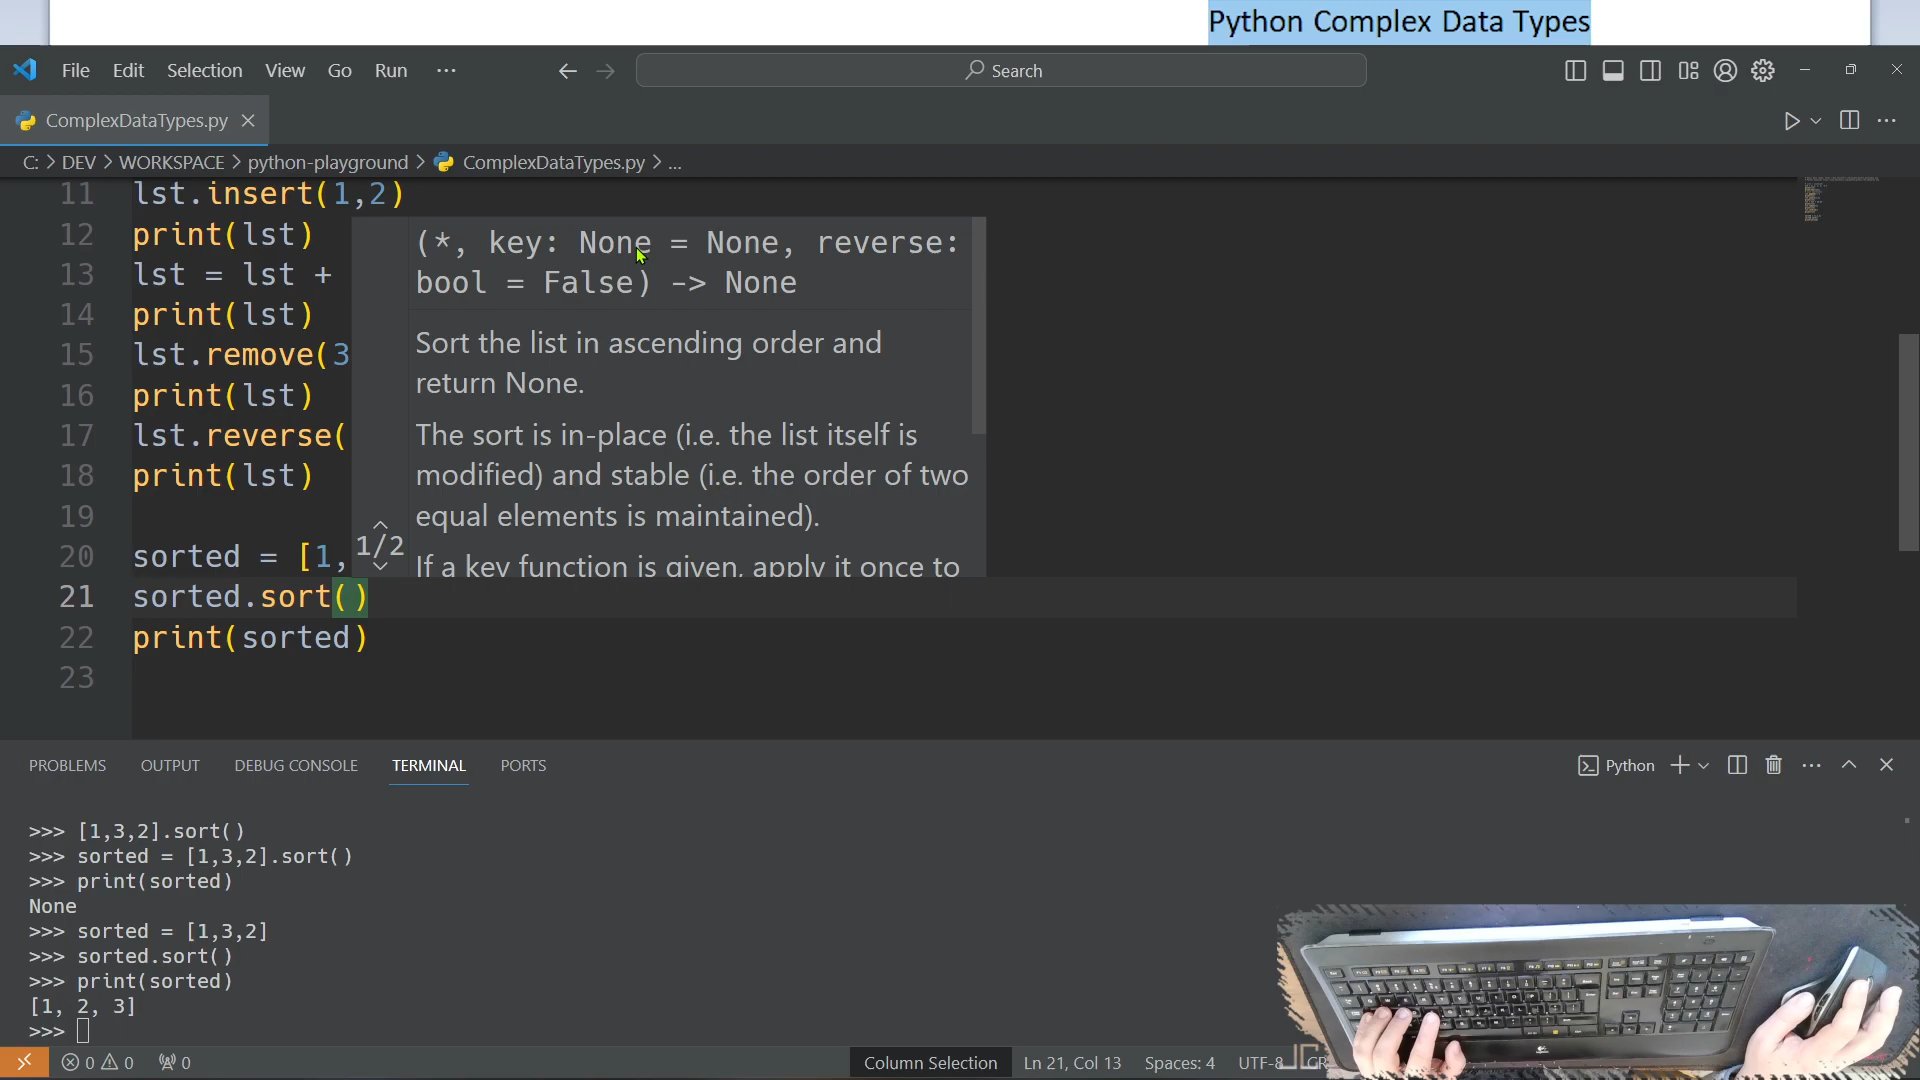 Python Complex Data Types
File Edit Selection View Go Run ...
Search
ComplexDataTypes.py
C: > DEV > WORKSPACE > python-playground > ComplexDataTypes.py > ...
11 lst.insert(1,2)
12 print(lst)
13 lst = lst +
14 print(lst)
15 lst.remove(3
16 print(lst)
17 lst.reverse(
18 print(lst)
19
20 sorted = [1,
21 sorted.sort()
22 print(sorted)
23
(*, key: None = None, reverse:
bool = False) -> None
Sort the list in ascending order and
return None.
The sort is in-place (i.e. the list itself is
modified) and stable (i.e. the order of two
equal elements is maintained).
1/2
If a key function is given, apply it once to
PROBLEMS OUTPUT DEBUG CONSOLE TERMINAL PORTS
Python
>>> [1,3,2].sort()
>>> sorted = [1,3,2].sort()
>>> print(sorted)
None
>>> sorted = [1,3,2]
>>> sorted.sort()
>>> print(sorted)
[1, 2, 3]
>>>
0 0 0
Column Selection Ln 21, Col 13 Spaces: 4 UTF-8